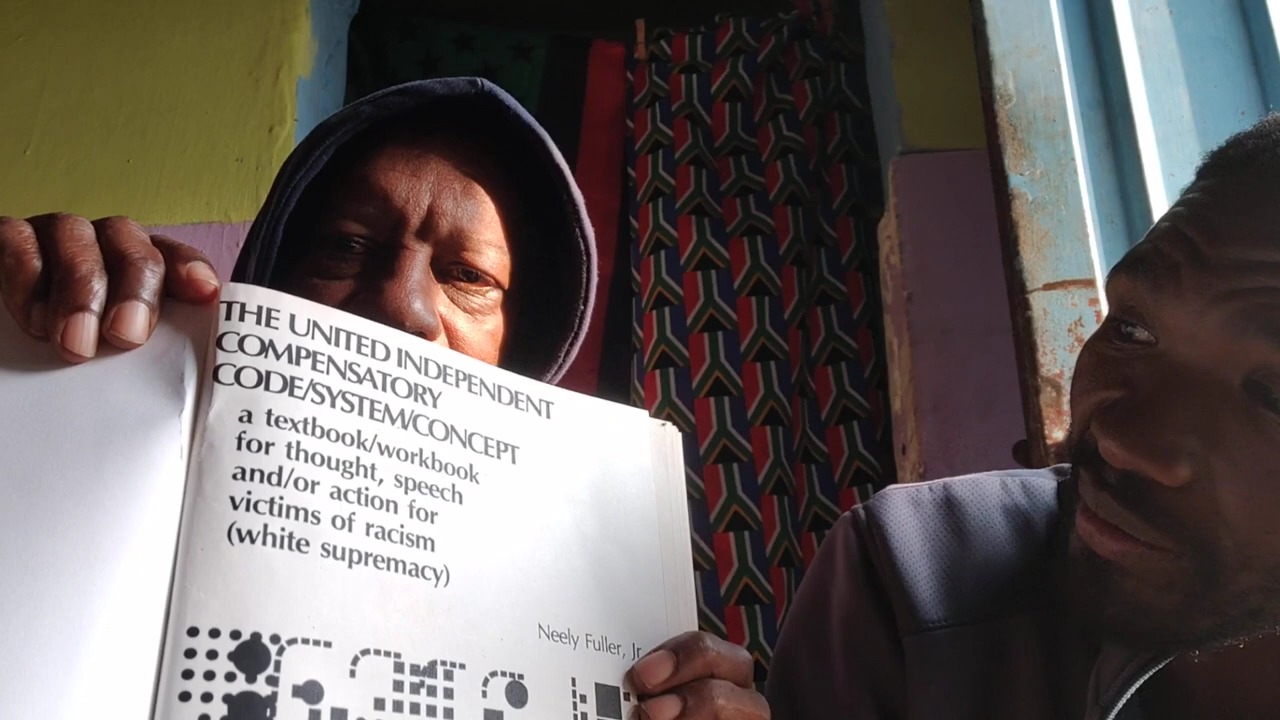 THE UNITED INDEPENDENT
COMPENSATORY
CODE/SYSTEM/CONCEPT
a textbook/workbook
for thought, speech
and/or action for
victims of racism
(white supremacy)
Neely Fuller, Jr